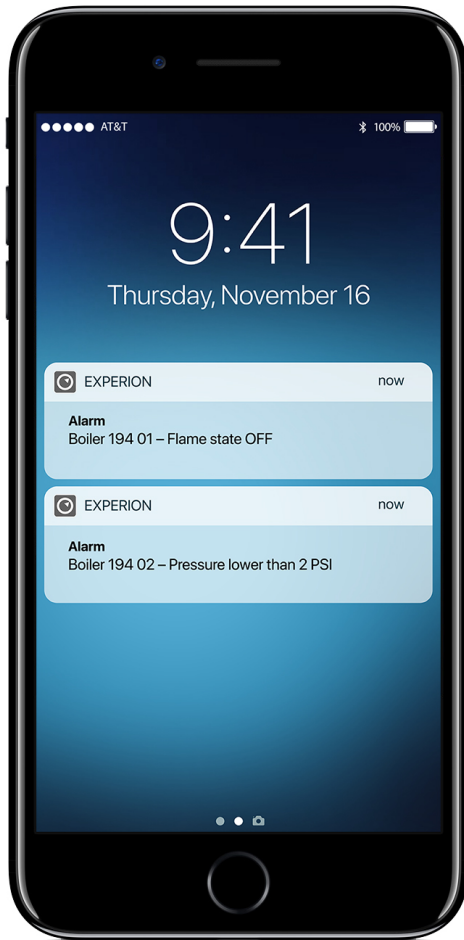 AT&T 100%
9:41
Thursday, November 16
EXPERION now
Alarm
Boiler 194 01 – Flame state OFF
EXPERION now
Alarm
Boiler 194 02 – Pressure lower than 2 PSI